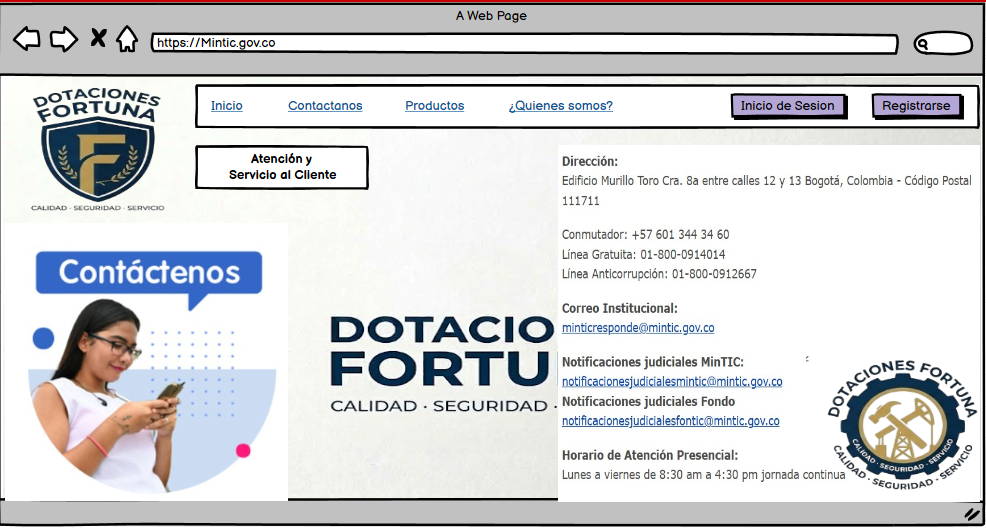 A Web Page
https://Mintic.gov.co
DOTACIONES
FORTUNA
F
CALIDAD · SEGURIDAD · SERVICIO
Inicio
Contactanos
Productos
¿Quienes somos?
Inicio de Sesion
Registrarse
Atención y
Servicio al Cliente
Contáctenos
DOTACIO
FORTU
CALIDAD · SEGURIDAD ·
Dirección:
Edificio Murillo Toro Cra. 8a entre calles 12 y 13 Bogotá, Colombia - Código Postal
111711
Conmutador: +57 601 344 34 60
Línea Gratuita: 01-800-0914014
Línea Anticorrupción: 01-800-0912667
Correo Institucional:
minticresponde@mintic.gov.co
Notificaciones judiciales MinTIC:
notificacionesjudicialesmintic@mintic.gov.co
Notificaciones judiciales Fondo
notificacionesjudicialesfontic@mintic.gov.co
Horario de Atención Presencial:
Lunes a viernes de 8:30 am a 4:30 pm jornada continua
DOTACIONES FORTUNA
CALIDAD · SEGURIDAD · SERVICIO
CALIDAD · SEGURIDAD · SERVICIO